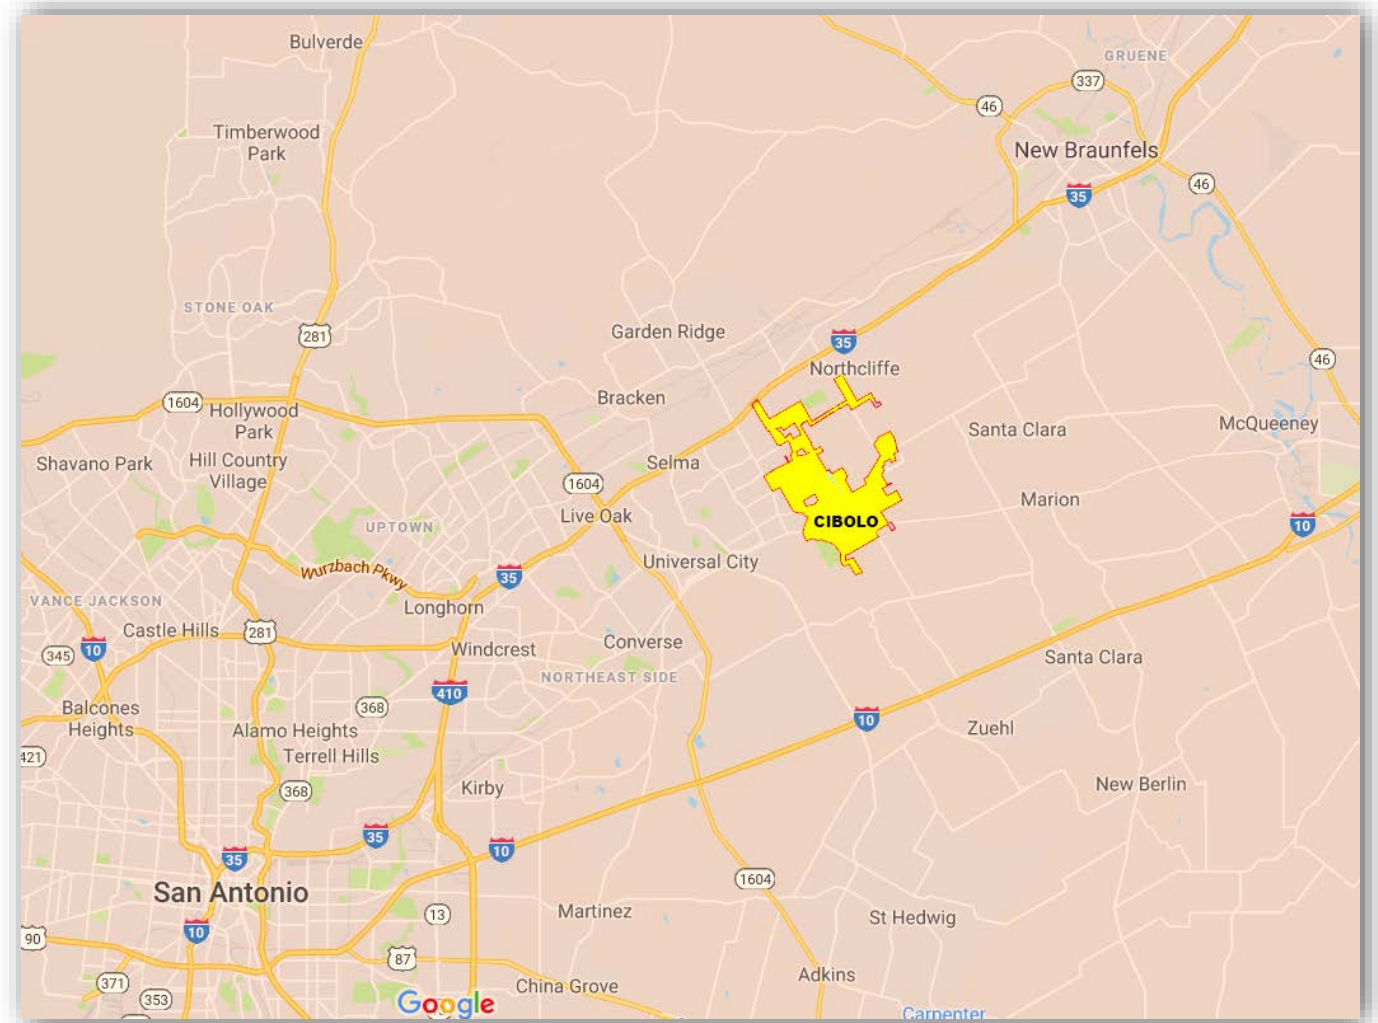 Bulverde
GRUENE
337
46
Timberwood
Park
New Braunfels
46
35
STONE OAK
281
Garden Ridge
35
46
Northcliffe
1604
Hollywood
Park
Bracken
Santa Clara
McQueeney
Shavano Park
Hill Country
Village
Selma
1604
Marion
UPTOWN
Live Oak
CIBOLO
10
Wurzbach Pkwy
35
Universal City
VANCE JACKSON
Longhorn
Castle Hills
281
345
10
Windcrest
Converse
Santa Clara
NORTHEAST SIDE
410
Balcones
Heights
368
10
Alamo Heights
Zuehl
421
Terrell Hills
368
Kirby
New Berlin
35
35
10
1604
San Antonio
13
Martinez
St Hedwig
10
90
87
371
353
Google
China Grove
Adkins
Carpenter